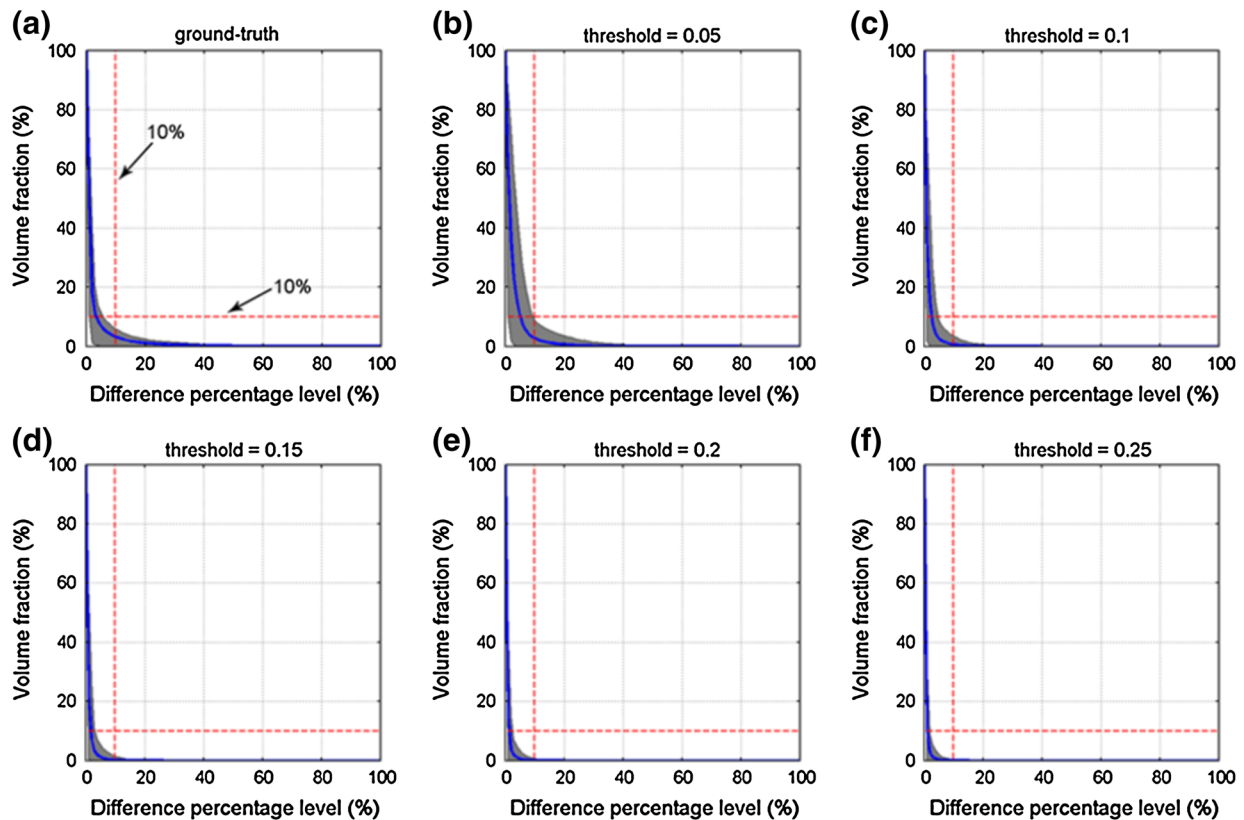 (a)
ground-truth
100
80
60
40
20
0
Volume fraction (%)
10%
10%
0 20 40 60 80 100
Difference percentage level (%)
(b)
threshold = 0.05
100
80
60
40
20
0
Volume fraction (%)
0 20 40 60 80 100
Difference percentage level (%)
(c)
threshold = 0.1
100
80
60
40
20
0
Volume fraction (%)
0 20 40 60 80 100
Difference percentage level (%)
(d)
threshold = 0.15
100
80
60
40
20
0
Volume fraction (%)
0 20 40 60 80 100
Difference percentage level (%)
(e)
threshold = 0.2
100
80
60
40
20
0
Volume fraction (%)
0 20 40 60 80 100
Difference percentage level (%)
(f)
threshold = 0.25
100
80
60
40
20
0
Volume fraction (%)
0 20 40 60 80 100
Difference percentage level (%)